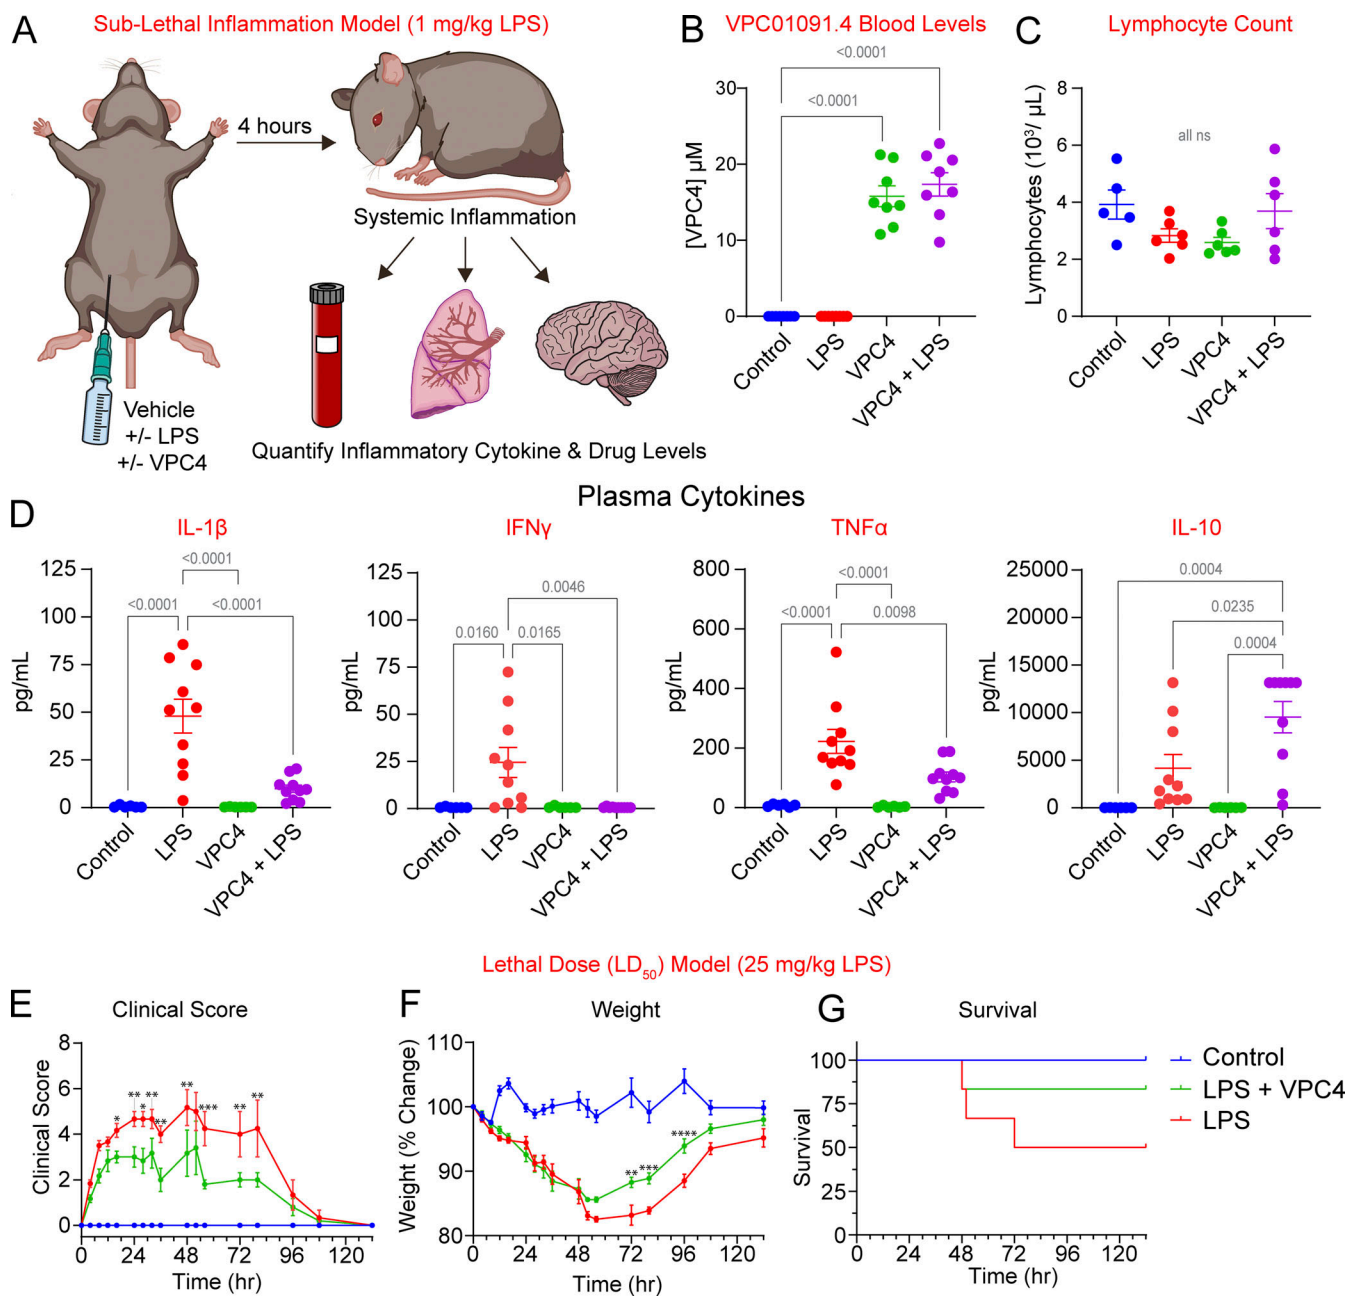 A
Sub-Lethal Inflammation Model (1 mg/kg LPS)
4 hours
Systemic Inflammation
Vehicle
+/- LPS
+/- VPC4
Quantify Inflammatory Cytokine & Drug Levels
B
VPC01091.4 Blood Levels
<0.0001
<0.0001
[VPC4] µM
30
20
10
0
Control
LPS
VPC4
VPC4 + LPS
C
Lymphocyte Count
all ns
Lymphocytes (10³/ µL)
8
6
4
2
0
Control
LPS
VPC4
VPC4 + LPS
Plasma Cytokines
D
IL-1β
<0.0001
<0.0001
<0.0001
pg/mL
125
100
75
50
25
0
Control
LPS
VPC4
VPC4 + LPS
IFNγ
0.0046
0.0160
0.0165
pg/mL
125
100
75
50
25
0
Control
LPS
VPC4
VPC4 + LPS
TNFα
<0.0001
<0.0001
0.0098
pg/mL
800
600
400
200
0
Control
LPS
VPC4
VPC4 + LPS
IL-10
0.0004
0.0235
0.0004
pg/mL
25000
20000
15000
10000
5000
0
Control
LPS
VPC4
VPC4 + LPS
Lethal Dose (LD₅₀) Model (25 mg/kg LPS)
E
Clinical Score
Clinical Score
8
6
4
2
0
* ** * ** ** ** *** ** **
0 24 48 72 96 120
Time (hr)
F
Weight
Weight (% Change)
110
100
90
80
** *** ****
0 24 48 72 96 120
Time (hr)
G
Survival
Survival
100
75
50
25
0
0 24 48 72 96 120
Time (hr)
Control
LPS + VPC4
LPS